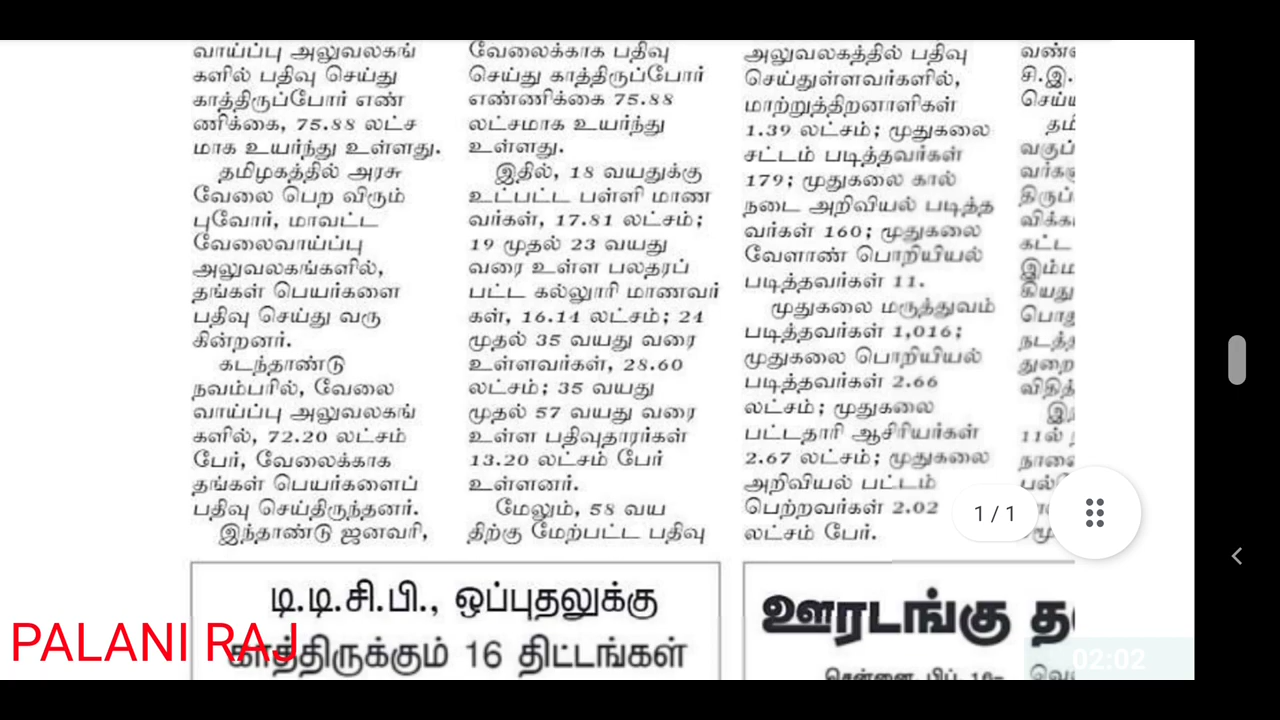 வாய்ப்பு அலுவலகங்
களில் பதிவு செய்து
காத்திருப்போர் எண்
ணிக்கை, 75.88 லட்ச
மாக உயர்ந்து உள்ளது.
தமிழகத்தில் அரசு
வேலை பெற விரும்
புவோர், மாவட்ட
வேலைவாய்ப்பு
அலுவலகங்களில்,
தங்கள் பெயர்களை
பதிவு செய்து வரு
கின்றனர்.
கடந்தாண்டு
நவம்பரில், வேலை
வாய்ப்பு அலுவலகங்
களில், 72.20 லட்சம்
பேர், வேலைக்காக
தங்கள் பெயர்களைப்
பதிவு செய்திருந்தனர்.
இந்தாண்டு ஜனவரி,
வேலைக்காக பதிவு
செய்து காத்திருப்போர்
எண்ணிக்கை 75.88
லட்சமாக உயர்ந்து
உள்ளது.
இதில், 18 வயதுக்கு
உட்பட்ட பள்ளி மாண
வர்கள், 17.81 லட்சம்;
19 முதல் 23 வயது
வரை உள்ள பலதரப்
பட்ட கல்லூரி மாணவர்
கள், 16.14 லட்சம்; 24
முதல் 35 வயது வரை
உள்ளவர்கள், 28.60
லட்சம்; 35 வயது
முதல் 57 வயது வரை
உள்ள பதிவுதாரர்கள்
13.20 லட்சம் பேர்
உள்ளனர்.
மேலும், 58 வய
திற்கு மேற்பட்ட பதிவு
அலுவலகத்தில் பதிவு
செய்துள்ளவர்களில்,
மாற்றுத்திறனாளிகள்
1.39 லட்சம்; முதுகலை
சட்டம் படித்தவர்கள்
179; முதுகலை கால்
நடை அறிவியல் படித்த
வர்கள் 160; முதுகலை
வேளாண் பொறியியல்
படித்தவர்கள் 11.
முதுகலை மருத்துவம்
படித்தவர்கள் 1,016;
முதுகலை பொறியியல்
படித்தவர்கள் 2.66
லட்சம்; முதுகலை
பட்டதாரி ஆசிரியர்கள்
2.67 லட்சம்; முதுகலை
அறிவியல் பட்டம்
பெற்றவர்கள் 2.02
லட்சம் பேர்.
சி.இ.
செய்ய
தமி
வகுப்
வர்கள
திருப்
விக்க
கட்ட
இம்ம
கியது
பொது
நடத்த
துறை
விதித்
11ல்
1 / 1
டி.டி.சி.பி., ஒப்புதலுக்கு
காத்திருக்கும் 16 திட்டங்கள்
ஊரடங்கு த
PALANI RAJ
02:02